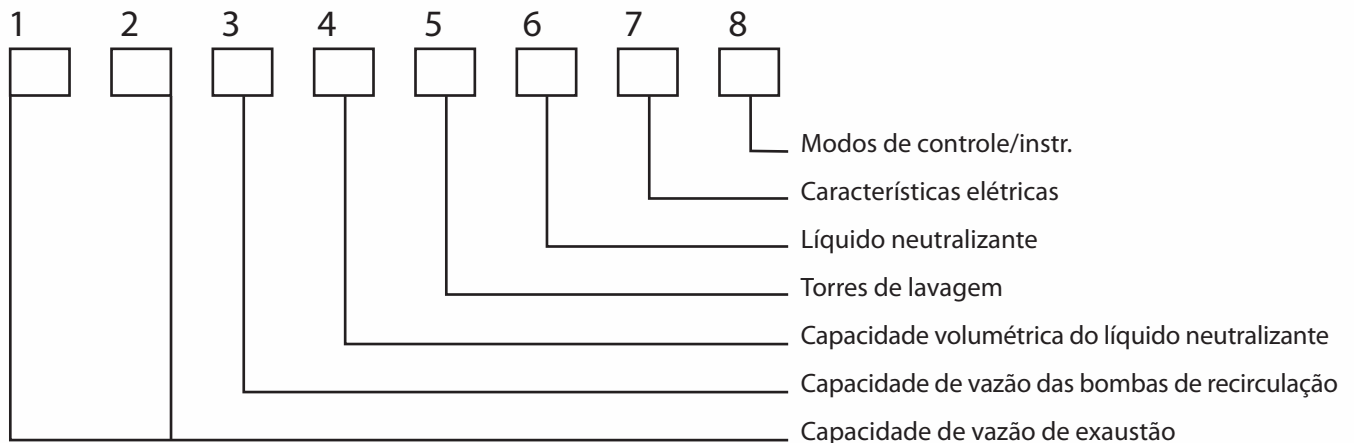 1 2 3 4 5 6 7 8
Modos de controle/instr.
Características elétricas
Líquido neutralizante
Torres de lavagem
Capacidade volumétrica do líquido neutralizante
Capacidade de vazão das bombas de recirculação
Capacidade de vazão de exaustão